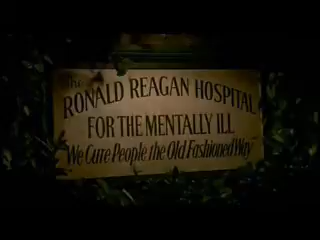 The
RONALD REAGAN HOSPITAL
FOR THE MENTALLY ILL
"We Cure People the Old Fashioned Way"